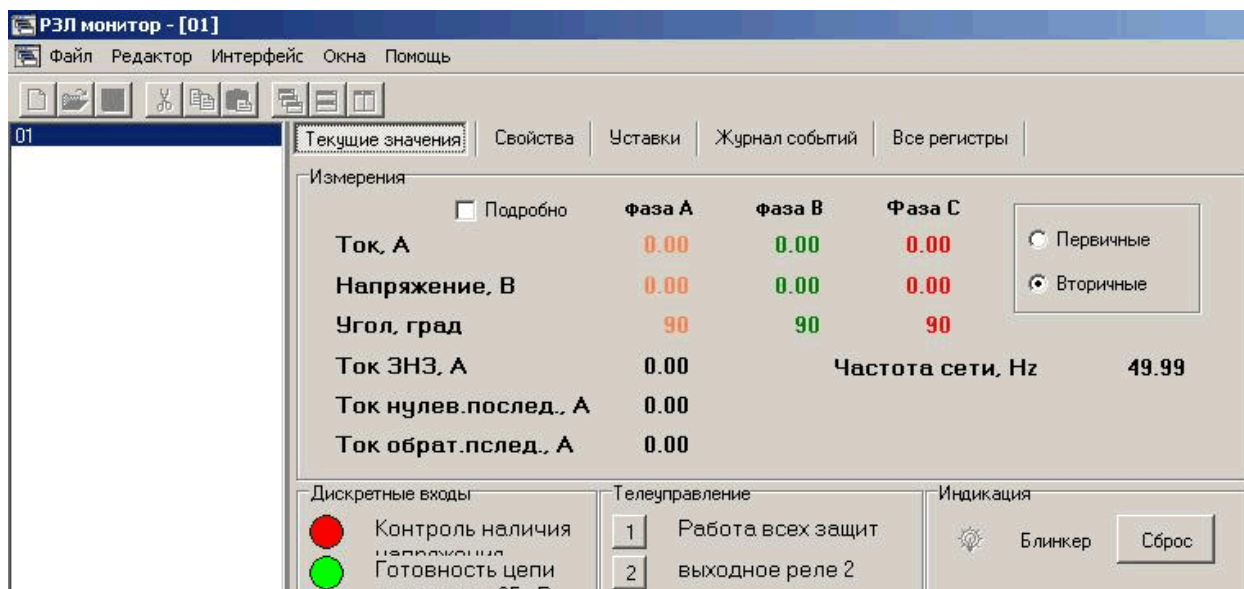 РЗЛ монитор - [01]
Файл Редактор Интерфейс Окна Помощь
01
Текущие значения Свойства Уставки Журнал событий Все регистры
Измерения
Подробно фаза А фаза В Фаза С
Ток, А 0.00 0.00 0.00 Первичные
Напряжение, В 0.00 0.00 0.00 Вторичные
Угол, град 90 90 90
Ток ЗНЗ, А 0.00 Частота сети, Hz 49.99
Ток нулев.послед., А 0.00
Ток обрат.пслед., А 0.00
Дискретные входы Телеуправление Индикация
Контроль наличия 1 Работа всех защит Блинкер Сброс
напряжения
Готовность цепи 2 выходное реле 2